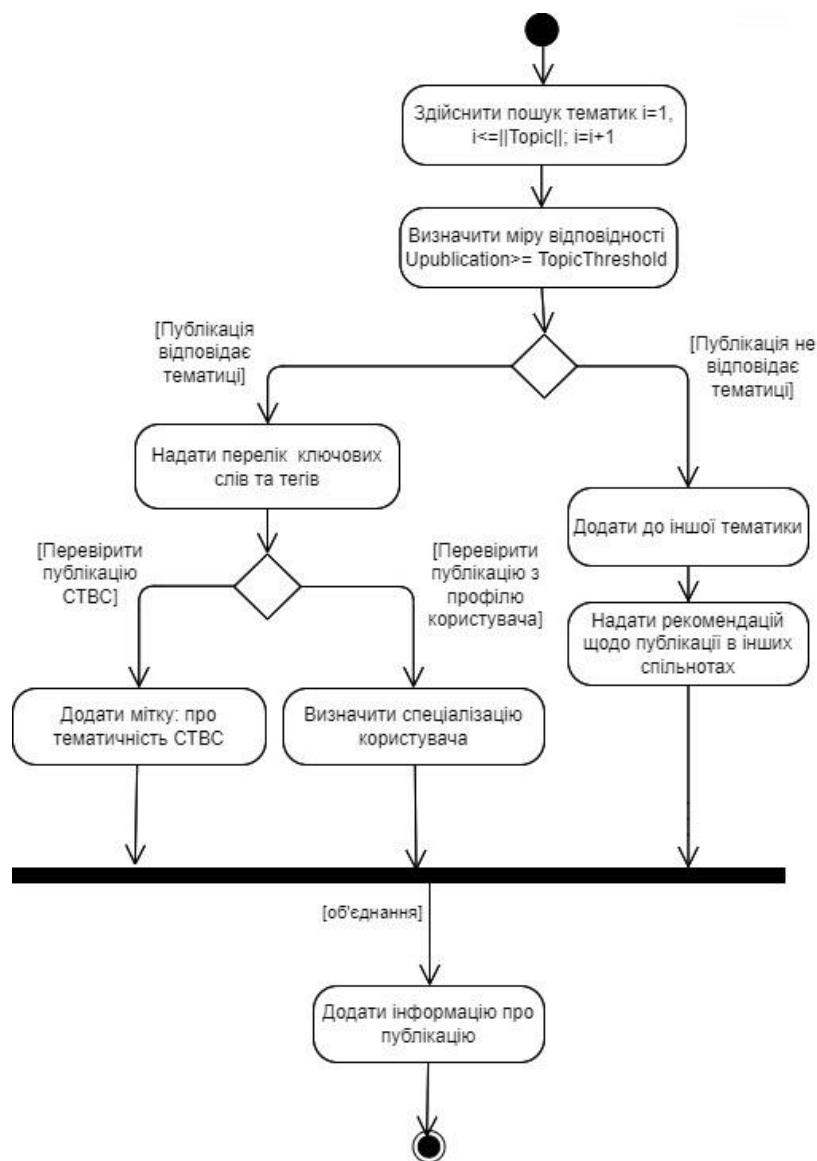 Здійснити пошук тематик i=1,
i<=||Topic||; i=i+1
Визначити міру відповідності
Upublication>= TopicThreshold
[Публікація
відповідає
тематиці]
[Публікація не
відповідає
тематиці]
Надати перелік ключових
слів та тегів
Додати до іншої тематики
[Перевірити
публікацію
СТВС]
[Перевірити
публікацію з
профілю
користувача]
Надати рекомендацій
щодо публікації в інших
спільнотах
Додати мітку: про
тематичність СТВС
Визначити спеціалізацію
користувача
[об'єднання]
Додати інформацію про
публікацію